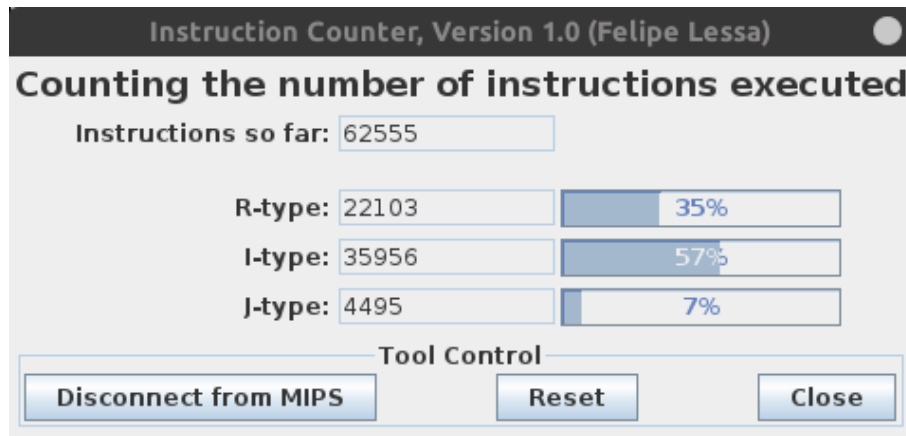 Instruction Counter, Version 1.0 (Felipe Lessa)
Counting the number of instructions executed
Instructions so far: 62555
R-type: 22103 35%
I-type: 35956 57%
J-type: 4495 7%
Tool Control
Disconnect from MIPS Reset Close